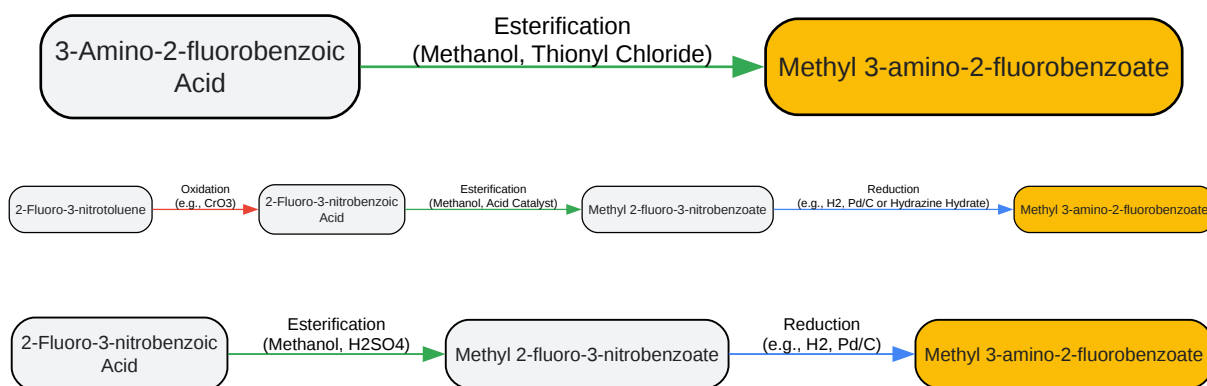 3-Amino-2-fluorobenzoic
Acid
Esterification
(Methanol, Thionyl Chloride)
Methyl 3-amino-2-fluorobenzoate
2-Fluoro-3-nitrotoluene
Oxidation
(e.g., CrO3)
2-Fluoro-3-nitrobenzoic
Acid
Esterification
(Methanol, Acid Catalyst)
Methyl 2-fluoro-3-nitrobenzoate
Reduction
(e.g., H2, Pd/C or Hydrazine Hydrate)
Methyl 3-amino-2-fluorobenzoate
2-Fluoro-3-nitrobenzoic
Acid
Esterification
(Methanol, H2SO4)
Methyl 2-fluoro-3-nitrobenzoate
Reduction
(e.g., H2, Pd/C)
Methyl 3-amino-2-fluorobenzoate